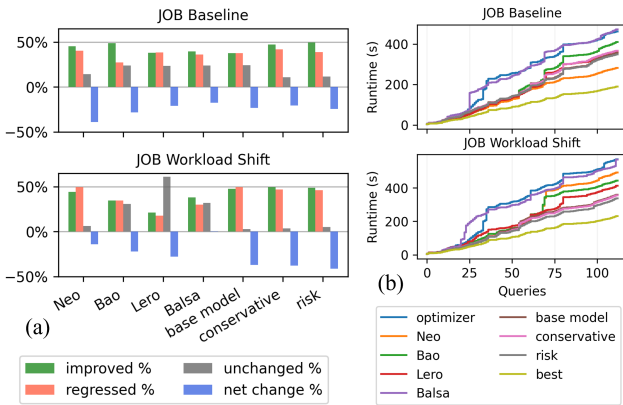 JOB Baseline
50%
0%
−50%
JOB Workload Shift
50%
0%
−50%
Neo
Bao
Lero
Balsa
base model
conservative
risk
(a)
improved %
regressed %
unchanged %
net change %
JOB Baseline
Runtime (s)
400
200
0
JOB Workload Shift
Runtime (s)
400
200
0
0
25
50
75
100
Queries
(b)
optimizer
Neo
Bao
Lero
Balsa
base model
conservative
risk
best